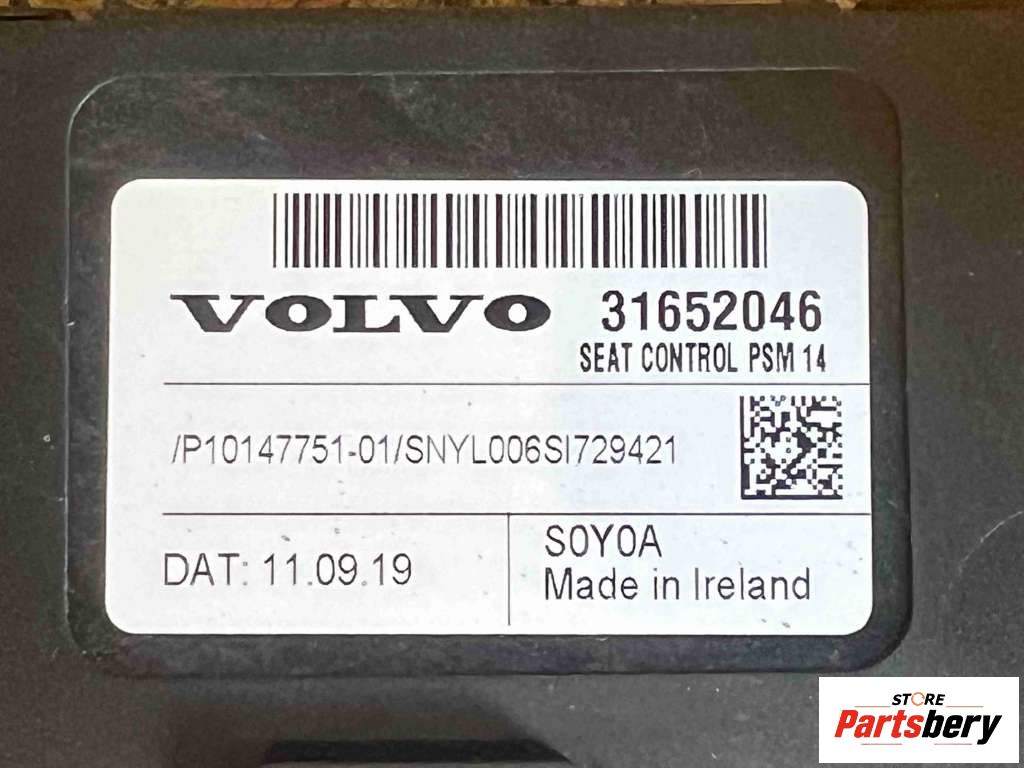 VOLVO 31652046
SEAT CONTROL PSM 14
/P10147751-01/SNYL006SI729421
DAT: 11.09.19
S0Y0A
Made in Ireland
STORE
Partsbery